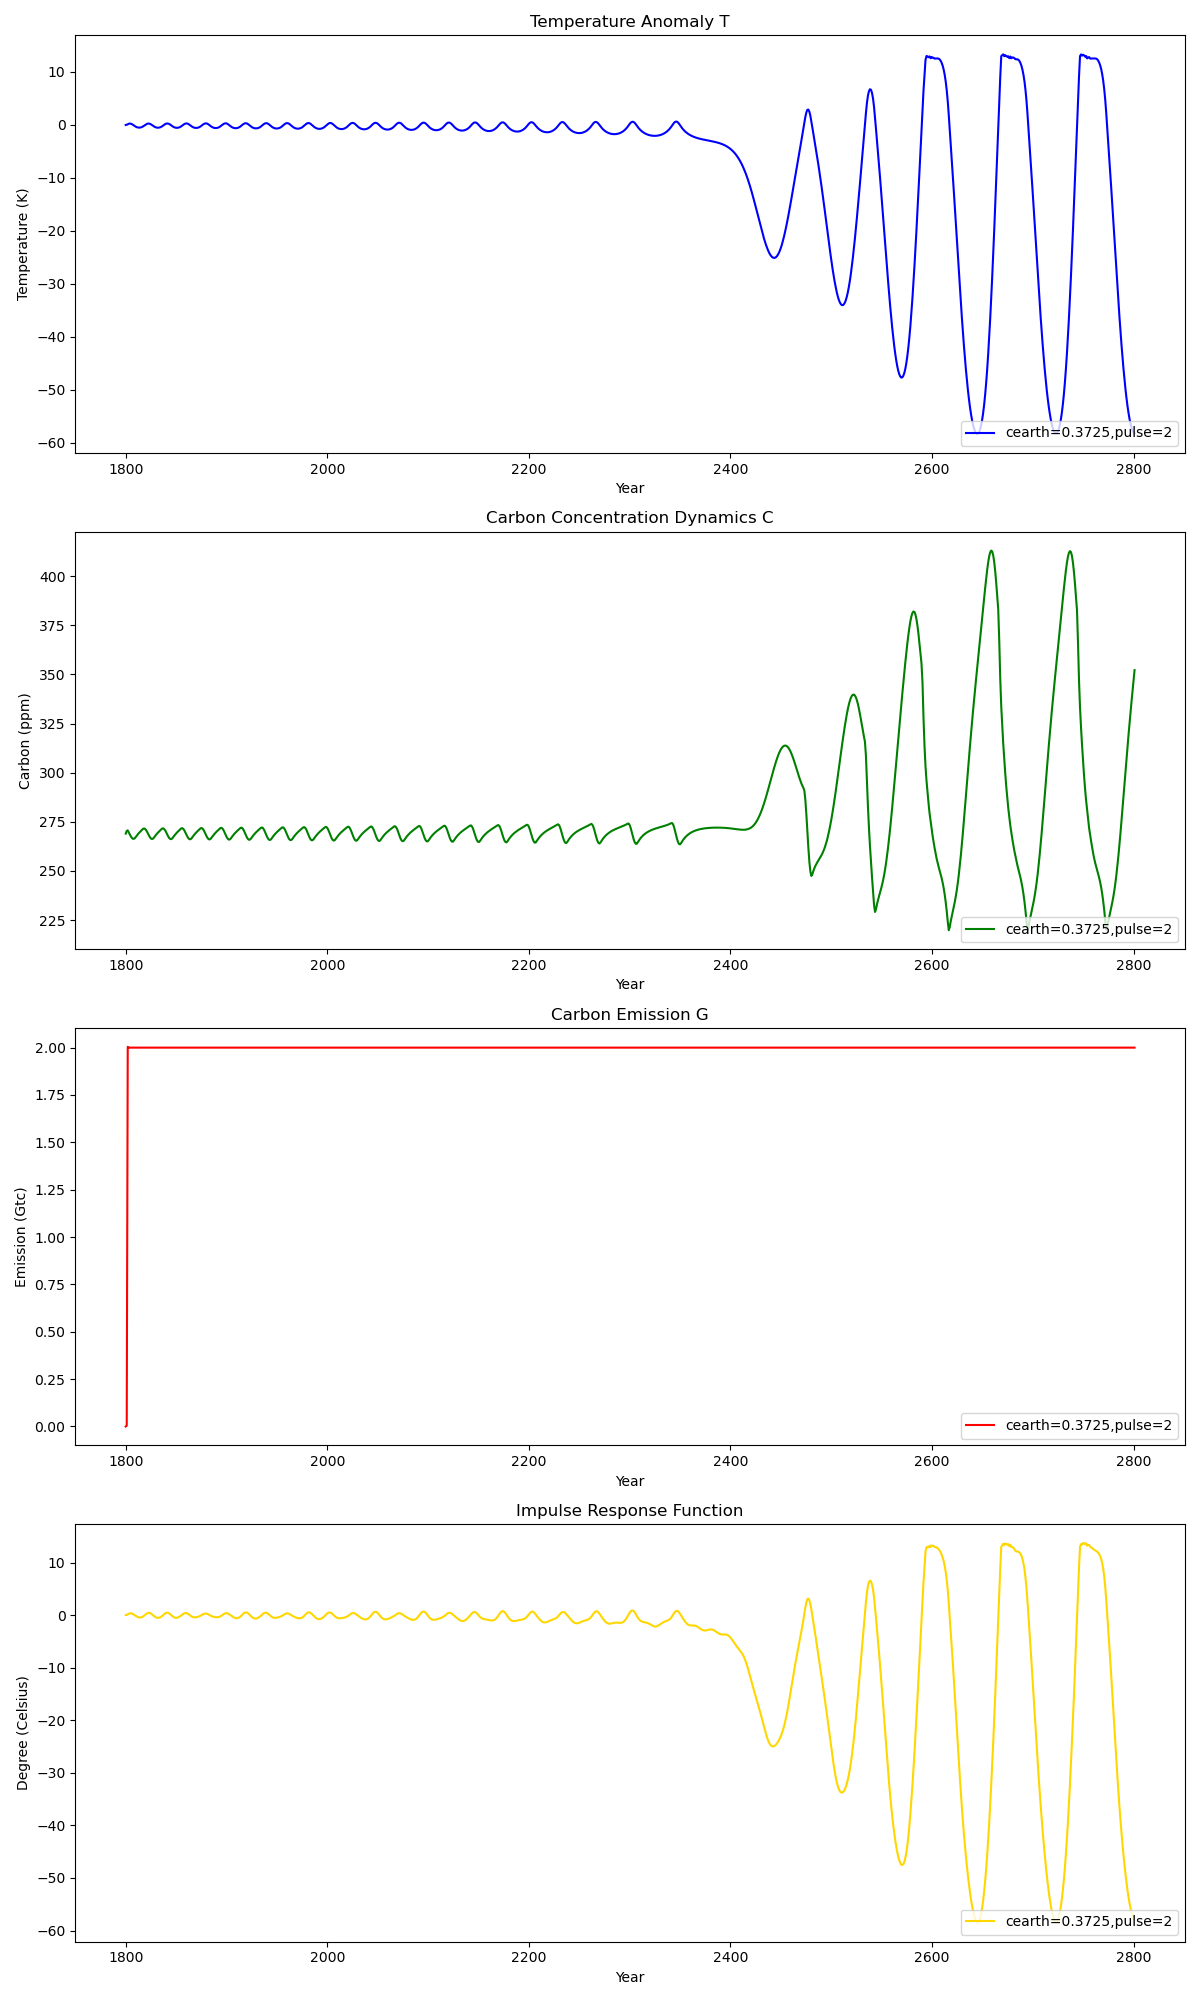 Temperature Anomaly T
10
0
−10
−20
−30
−40
−50
−60
Temperature (K)
cearth=0.3725,pulse=2
1800 2000 2200 2400 2600 2800
Year
Carbon Concentration Dynamics C
400
375
350
325
300
275
250
225
Carbon (ppm)
cearth=0.3725,pulse=2
1800 2000 2200 2400 2600 2800
Year
Carbon Emission G
2.00
1.75
1.50
1.25
1.00
0.75
0.50
0.25
0.00
Emission (Gtc)
cearth=0.3725,pulse=2
1800 2000 2200 2400 2600 2800
Year
Impulse Response Function
10
0
−10
−20
−30
−40
−50
−60
Degree (Celsius)
cearth=0.3725,pulse=2
1800 2000 2200 2400 2600 2800
Year